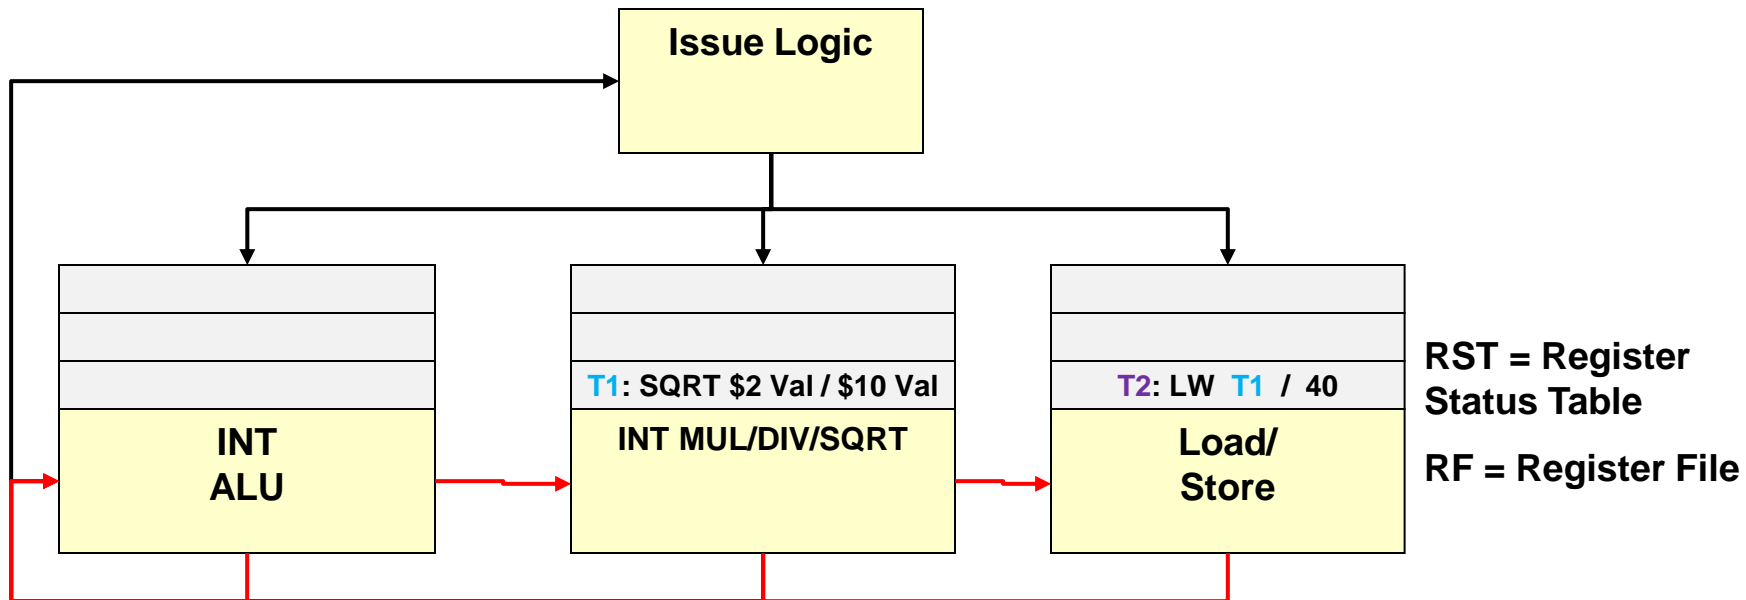 Issue Logic
T1: SQRT $2 Val / $10 Val
T2: LW T1 / 40
INT
ALU
INT MUL/DIV/SQRT
Load/
Store
RST = Register
Status Table
RF = Register File